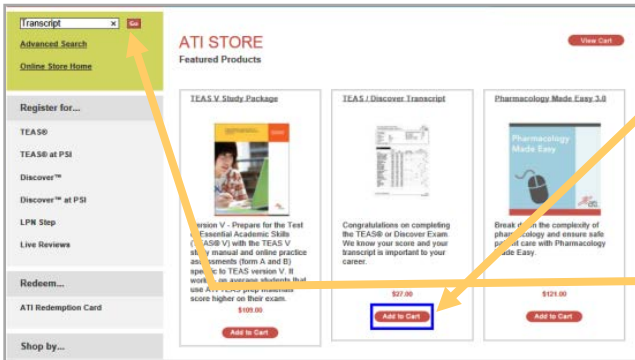 Transcript x Go
Advanced Search
Online Store Home
Register for...
TEAS®
TEAS® at PSI
Discover™
Discover™ at PSI
LPN Step
Live Reviews
Redeem...
ATI Redemption Card
Shop by...
ATI STORE
View Cart
Featured Products
TEAS V Study Package
Version V - Prepare for the Test
Essential Academic Skills
(TEAS® V) with the TEAS V
study manual and online practice
assessments (form A and B)
specific to TEAS version V. It
works, on average students that
use ATI TEAS prep materials
score higher on their exam.
$109.00
Add to Cart
TEAS / Discover Transcript
Congratulations on completing
the TEAS® or Discover Exam.
We know your score and your
transcript is important to your
career.
$27.00
Add to Cart
Pharmacology Made Easy 3.0
Pharmacology
Made Easy
Break down the complexity of
pharmacology and ensure safe
patient care with Pharmacology
Made Easy.
$121.00
Add to Cart